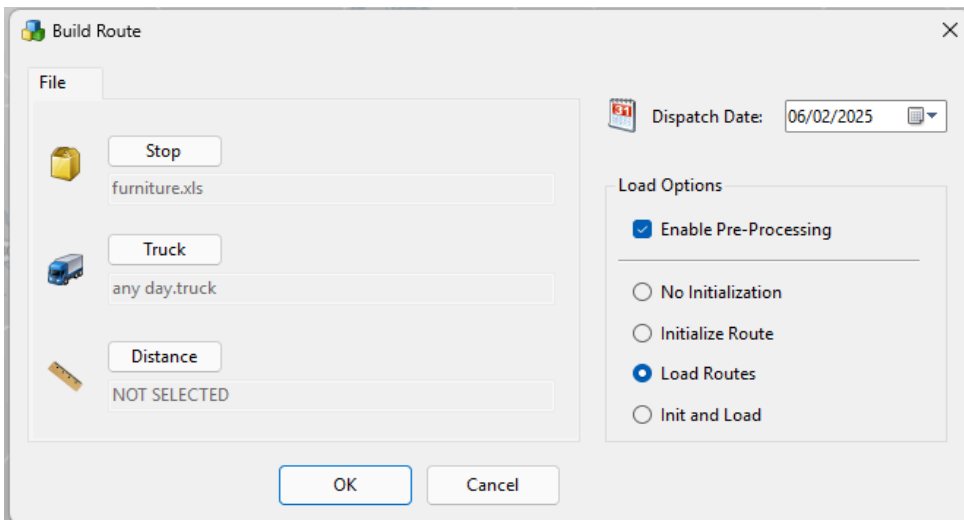 Build Route
File
Stop
furniture.xls
Truck
any day.truck
Distance
NOT SELECTED
31
Dispatch Date:
06/02/2025
Load Options
Enable Pre-Processing
No Initialization
Initialize Route
Load Routes
Init and Load
OK
Cancel